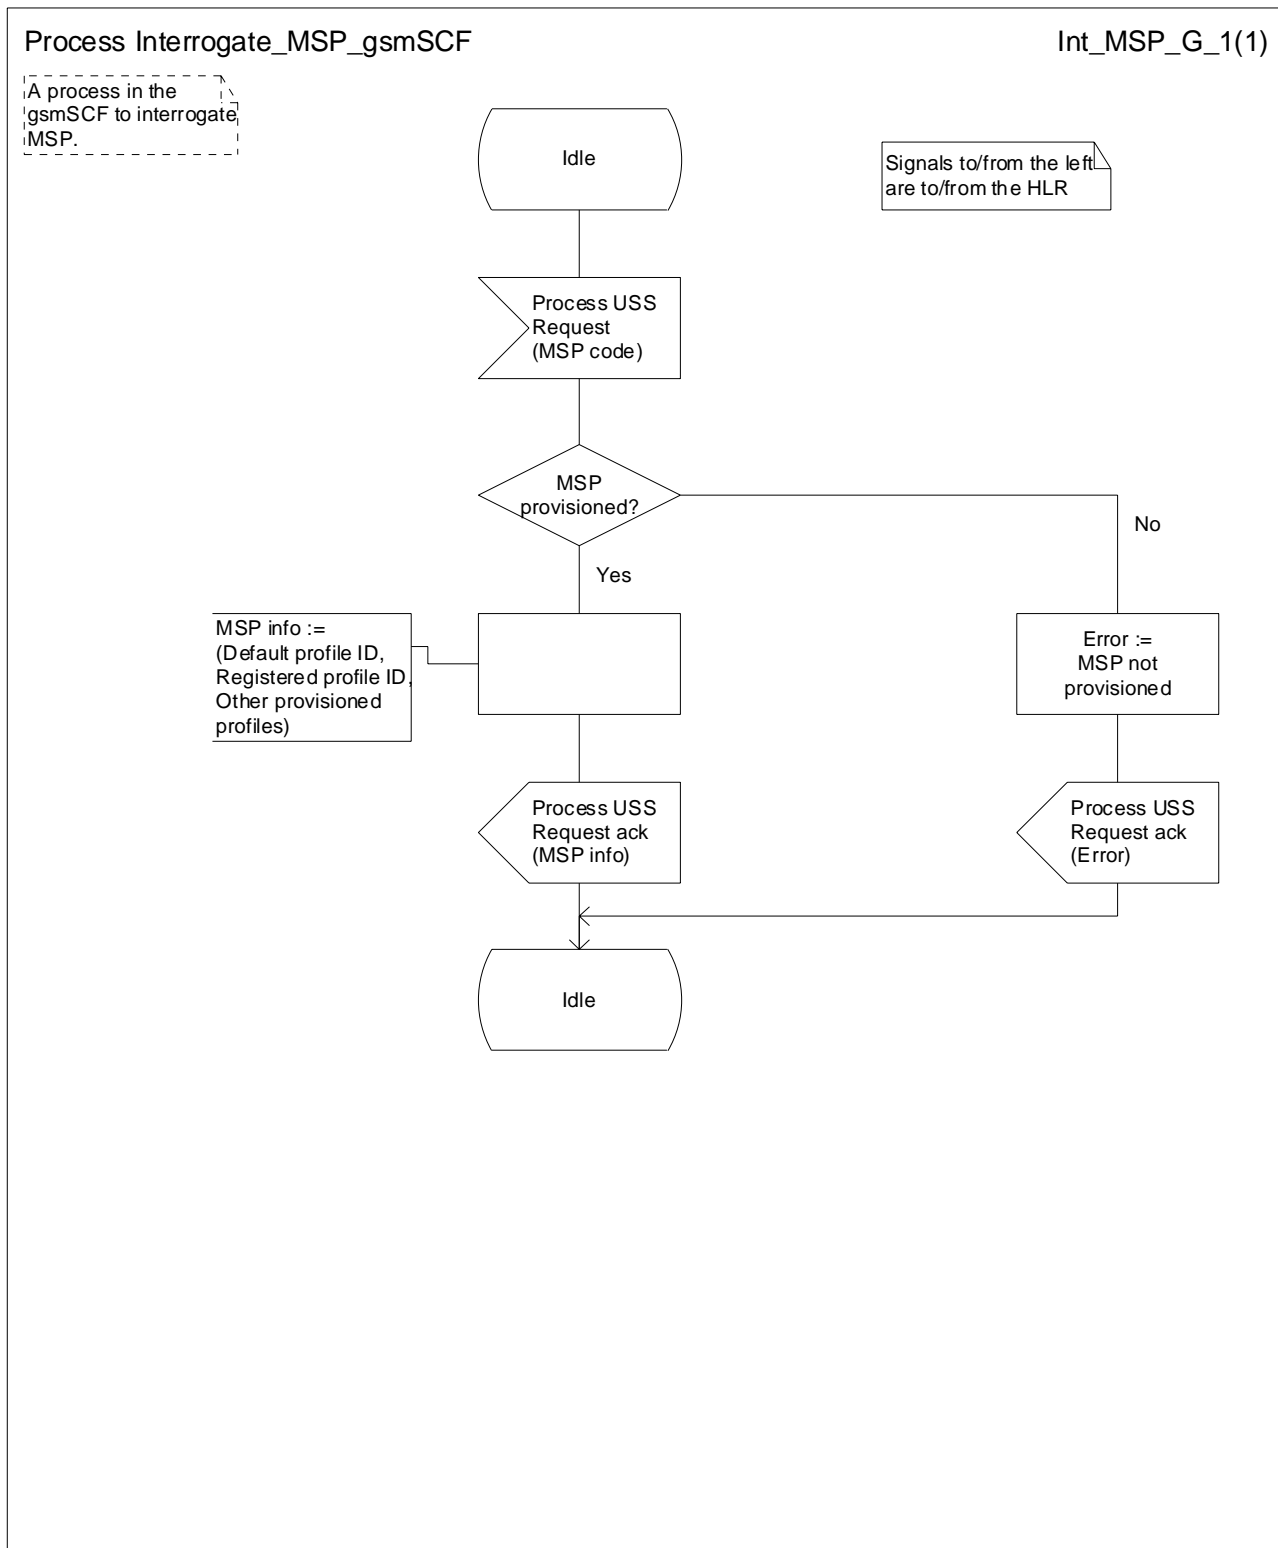 Process Interrogate_MSP_gsmSCF
Int_MSP_G_1(1)
A process in the
gsmSCF to interrogate
MSP.
Idle
Signals to/from the left
are to/from the HLR
Process USS
Request
(MSP code)
MSP
provisioned?
No
Yes
MSP info :=
(Default profile ID,
Registered profile ID,
Other provisioned
profiles)
Error :=
MSP not
provisioned
Process USS
Request ack
(MSP info)
Process USS
Request ack
(Error)
Idle